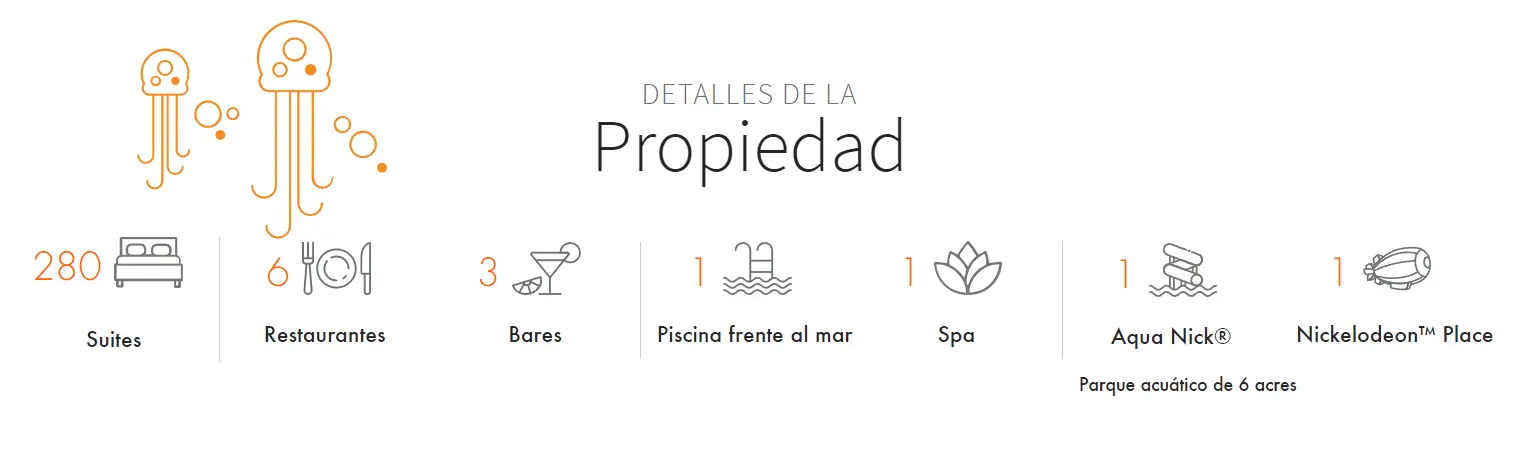 DETALLES DE LA
Propiedad
280
Suites
6
Restaurantes
3
Bares
1
Piscina frente al mar
1
Spa
1
Aqua Nick®
Parque acuático de 6 acres
1
Nickelodeon™ Place